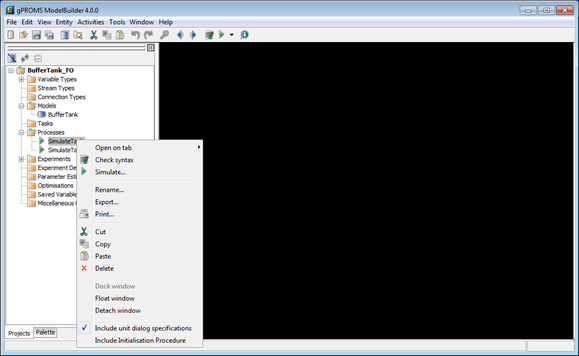 gPROMS ModelBuilder 4.0.0
File Edit View Entity Activities Tools Window Help
BufferTank_FO
Variable Types
Stream Types
Connection Types
Models
BufferTank
Tasks
Processes
SimulateTa
SimulateTa
Experiments
Experiment De
Parameter Est
Optimisations
Saved Variable
Miscellaneous
Open on tab
Check syntax
Simulate...
Rename...
Export...
Print...
Cut
Copy
Paste
Delete
Dock window
Float window
Detach window
Include unit dialog specifications
Include Initialisation Procedure
Projects Palette